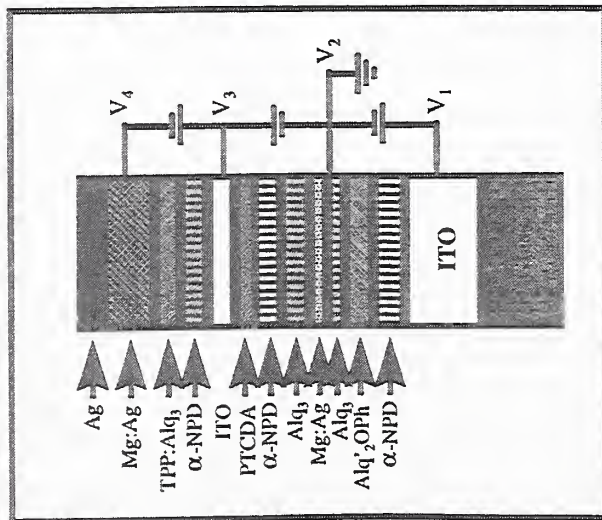 Ag
Mg:Ag
TPP:Alq₃
α-NPD
ITO
PTCDA
α-NPD
Alq₃
Mg:Ag
Alq₃
Alq'₂OPh
α-NPD
ITO
V₄
V₃
V₂
V₁